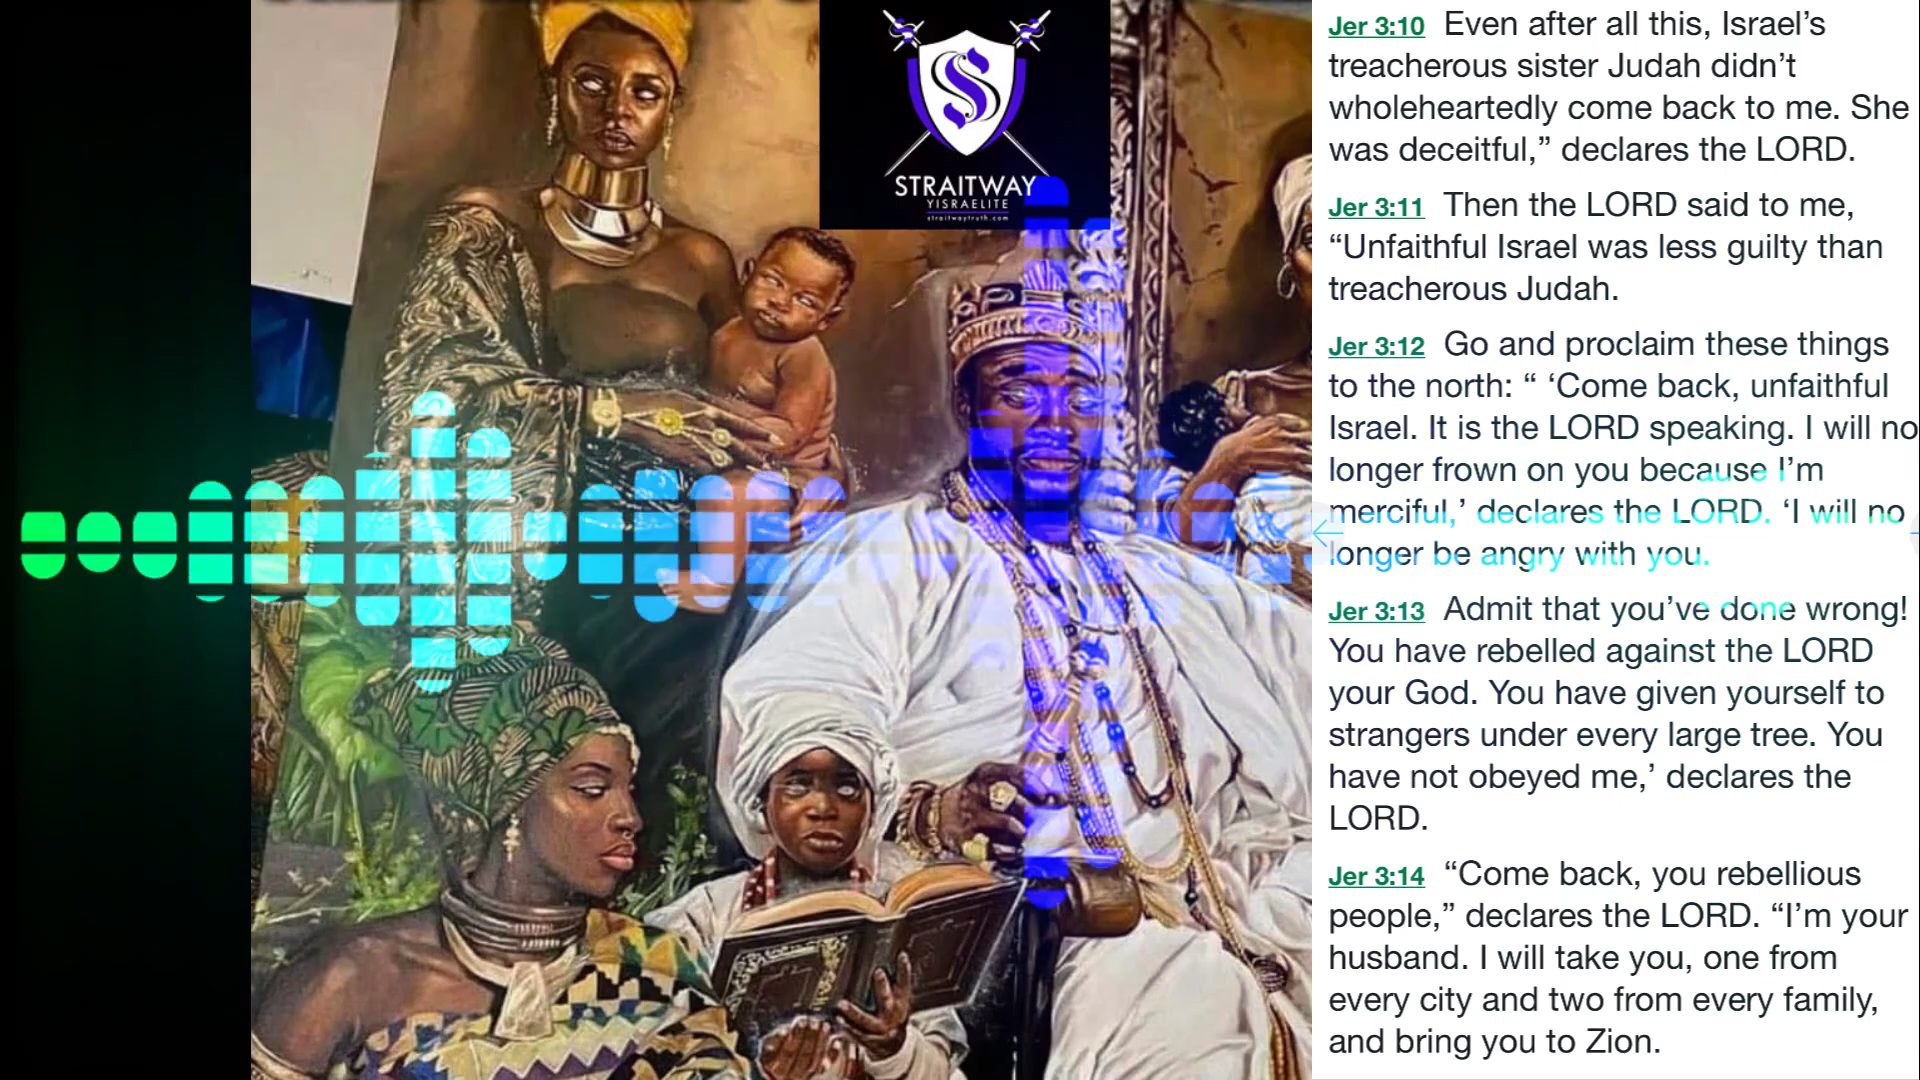 S
STRAITWAY
YISRAELITE
straitwaytruth.com
Jer 3:10 Even after all this, Israel’s
treacherous sister Judah didn’t
wholeheartedly come back to me. She
was deceitful,” declares the LORD.
Jer 3:11 Then the LORD said to me,
“Unfaithful Israel was less guilty than
treacherous Judah.
Jer 3:12 Go and proclaim these things
to the north: “ ‘Come back, unfaithful
Israel. It is the LORD speaking. I will no
longer frown on you because I’m
merciful,’ declares the LORD. ‘I will no
longer be angry with you.
Jer 3:13 Admit that you’ve done wrong!
You have rebelled against the LORD
your God. You have given yourself to
strangers under every large tree. You
have not obeyed me,’ declares the
LORD.
Jer 3:14 “Come back, you rebellious
people,” declares the LORD. “I’m your
husband. I will take you, one from
every city and two from every family,
and bring you to Zion.